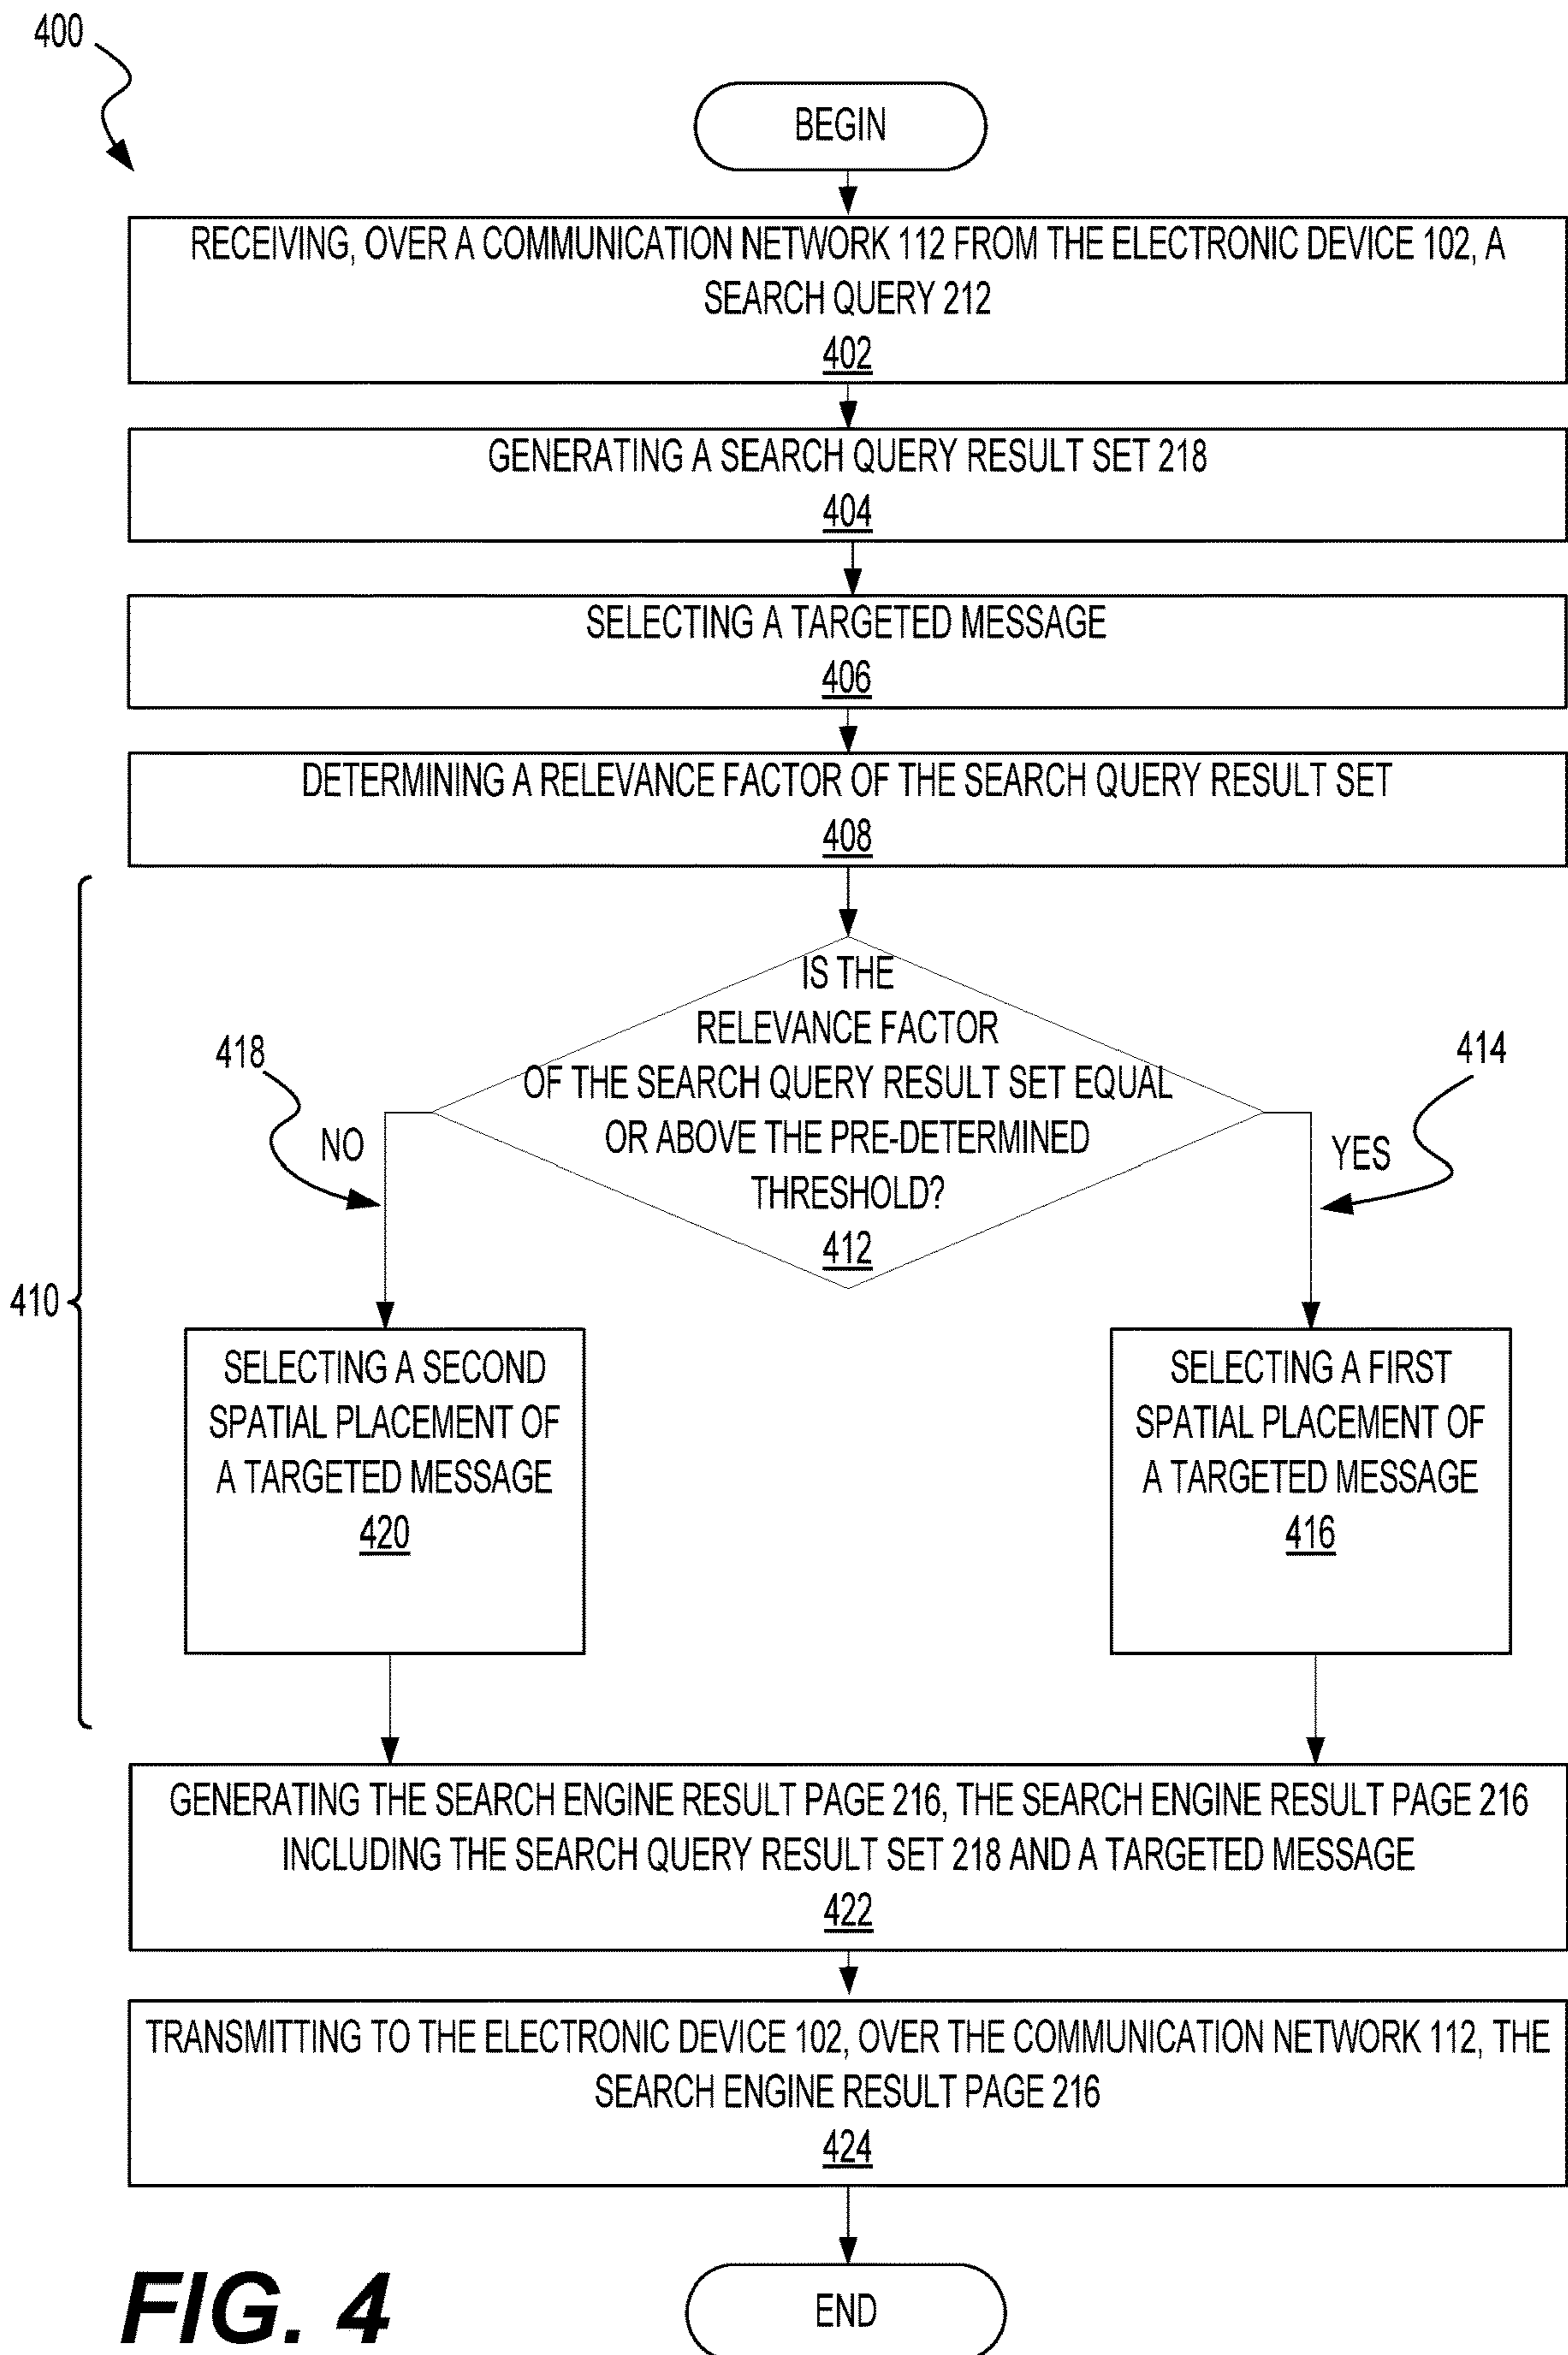 400
BEGIN
RECEIVING, OVER A COMMUNICATION NETWORK 112 FROM THE ELECTRONIC DEVICE 102, A
SEARCH QUERY 212
402
GENERATING A SEARCH QUERY RESULT SET 218
404
SELECTING A TARGETED MESSAGE
406
DETERMINING A RELEVANCE FACTOR OF THE SEARCH QUERY RESULT SET
408
IS THE
RELEVANCE FACTOR
OF THE SEARCH QUERY RESULT SET EQUAL
OR ABOVE THE PRE-DETERMINED
THRESHOLD?
412
418
NO
414
YES
410
SELECTING A SECOND
SPATIAL PLACEMENT OF
A TARGETED MESSAGE
420
SELECTING A FIRST
SPATIAL PLACEMENT OF
A TARGETED MESSAGE
416
GENERATING THE SEARCH ENGINE RESULT PAGE 216, THE SEARCH ENGINE RESULT PAGE 216
INCLUDING THE SEARCH QUERY RESULT SET 218 AND A TARGETED MESSAGE
422
TRANSMITTING TO THE ELECTRONIC DEVICE 102, OVER THE COMMUNICATION NETWORK 112, THE
SEARCH ENGINE RESULT PAGE 216
424
END
FIG. 4